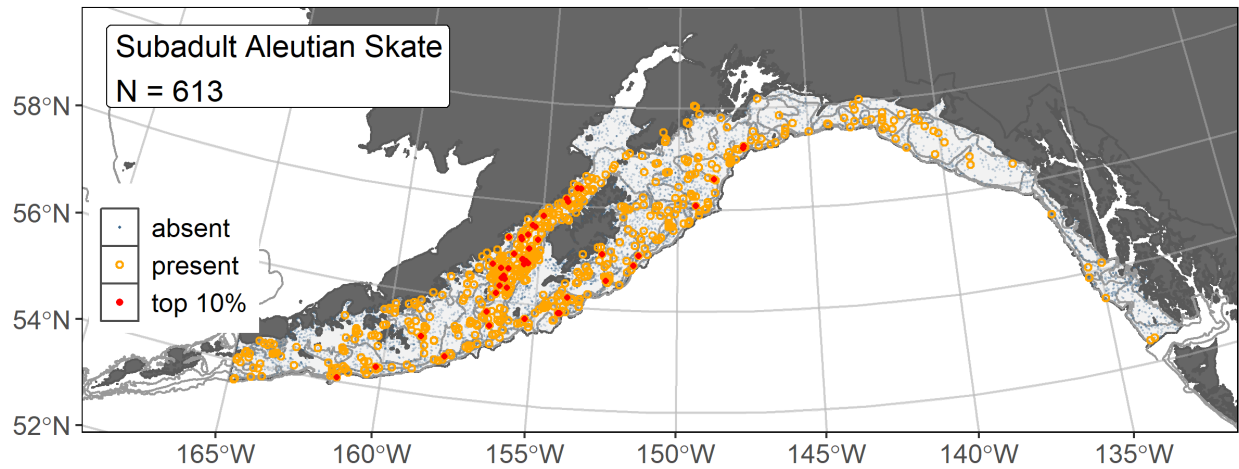 Subadult Aleutian Skate
N = 613
58°N
56°N
54°N
52°N
absent
present
top 10%
165°W 160°W 155°W 150°W 145°W 140°W 135°W